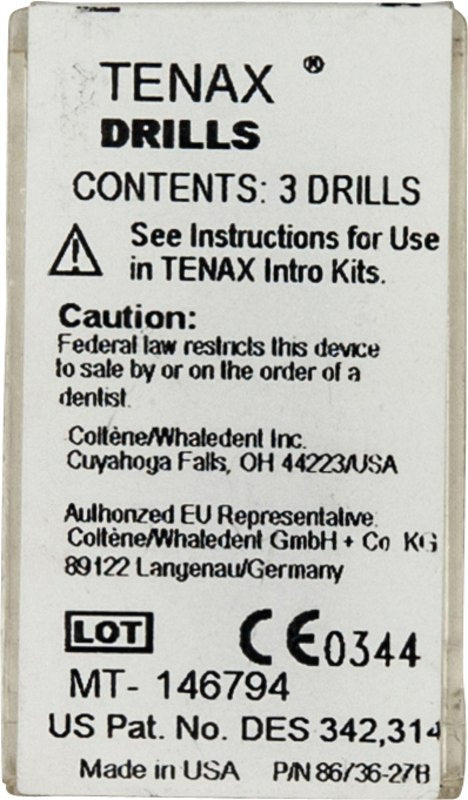 TENAX ®
DRILLS
CONTENTS: 3 DRILLS
See Instructions for Use
in TENAX Intro Kits.
Caution:
Federal law restricts this device
to sale by or on the order of a
dentist.
Coltène/Whaledent Inc.
Cuyahoga Falls, OH 44223/USA
Authorized EU Representative:
Coltène/Whaledent GmbH + Co KG
89122 Langenau/Germany
LOT CE0344
MT- 146794
US Pat. No. DES 342,314
Made in USA P/N 86736-27B